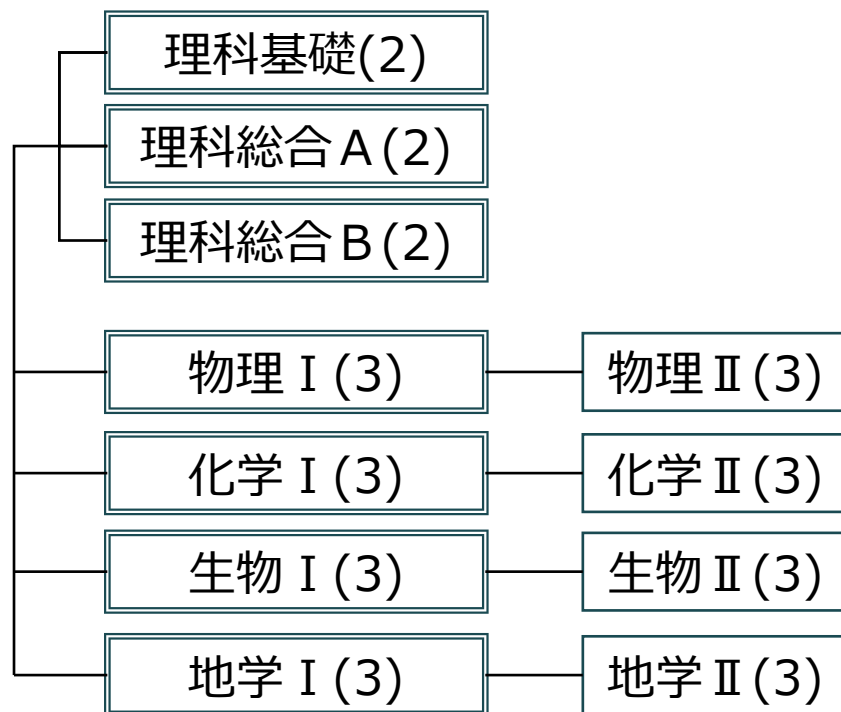 理科基礎(2)
理科総合A(2)
理科総合B(2)
物理Ⅰ(3)
物理Ⅱ(3)
化学Ⅰ(3)
化学Ⅱ(3)
生物Ⅰ(3)
生物Ⅱ(3)
地学Ⅰ(3)
地学Ⅱ(3)